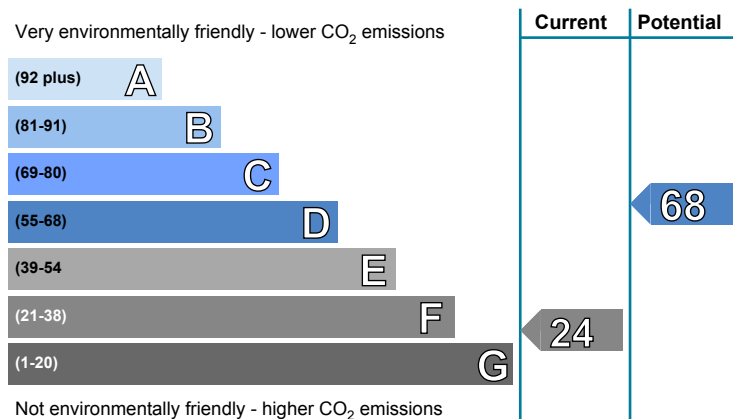 Current Potential
Very environmentally friendly - lower CO₂ emissions
(92 plus) A
(81-91) B
(69-80) C
(55-68) D
68
(39-54 E
(21-38) F
24
(1-20) G
Not environmentally friendly - higher CO₂ emissions